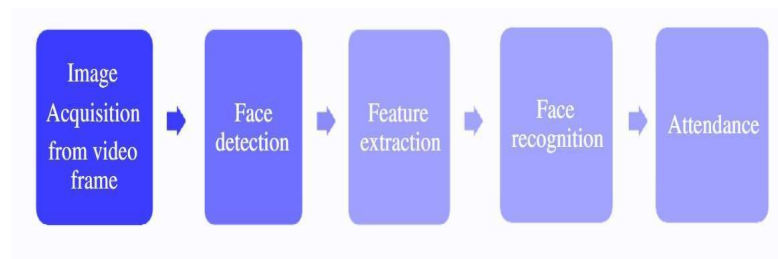 Image
Acquisition
from video
frame
Face
detection
Feature
extraction
Face
recognition
Attendance